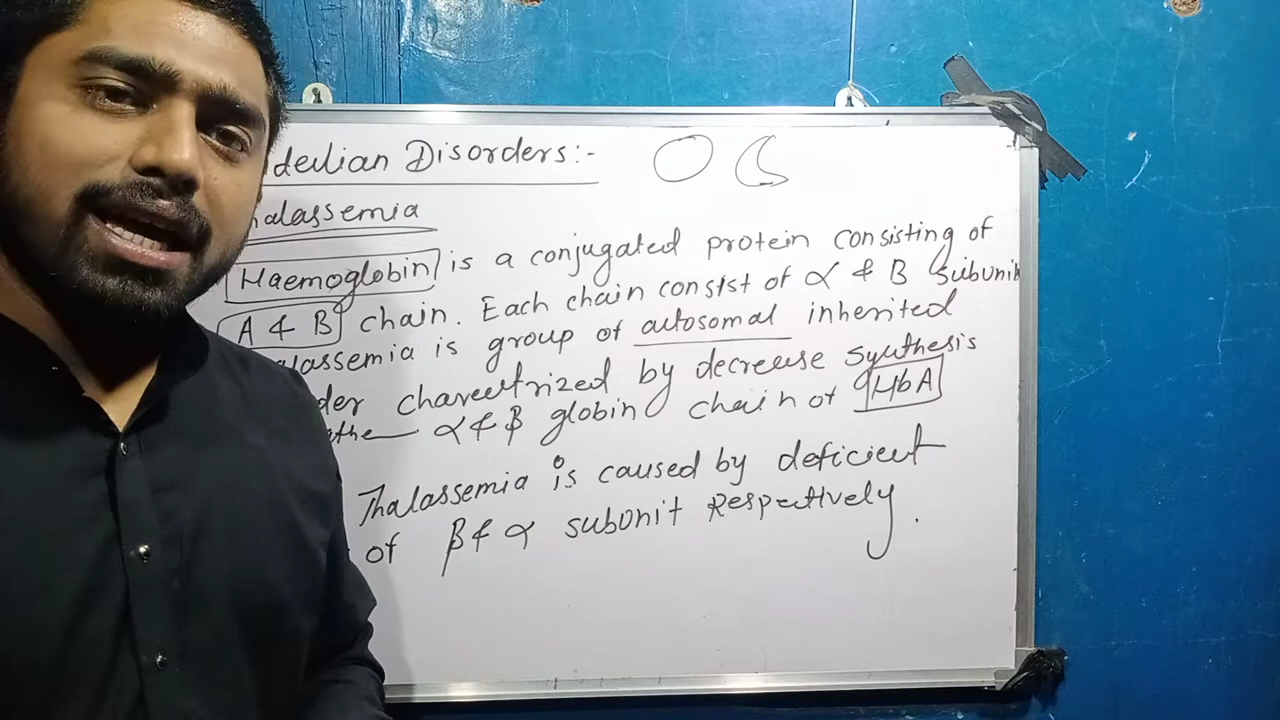 delian Disorders:-
halassemia
Haemoglobin is a conjugated protein consisting of
A & B chain. Each chain consist of α & B subunit
alassemia is group of autosomal inherited
der charectrized by decrease synthesis
the α & β globin chain of HbA
Thalassemia is caused by deficient
of β & α subunit Respectively.